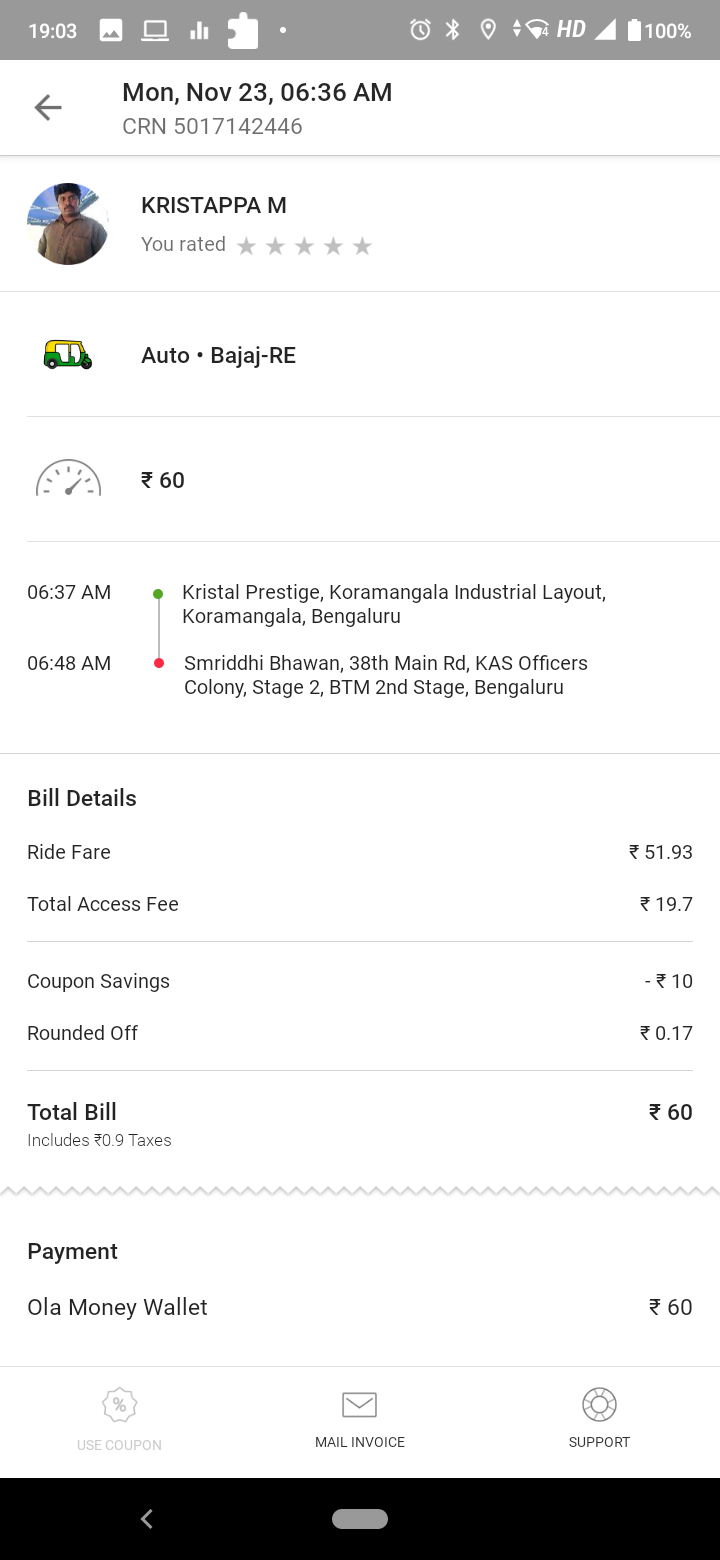 19:03
4 HD 100%
Mon, Nov 23, 06:36 AM
CRN 5017142446
KRISTAPPA M
You rated
Auto • Bajaj-RE
₹ 60
06:37 AM Kristal Prestige, Koramangala Industrial Layout,
Koramangala, Bengaluru
06:48 AM Smriddhi Bhawan, 38th Main Rd, KAS Officers
Colony, Stage 2, BTM 2nd Stage, Bengaluru
Bill Details
Ride Fare ₹ 51.93
Total Access Fee ₹ 19.7
Coupon Savings - ₹ 10
Rounded Off ₹ 0.17
Total Bill ₹ 60
Includes ₹0.9 Taxes
Payment
Ola Money Wallet ₹ 60
%
USE COUPON MAIL INVOICE SUPPORT